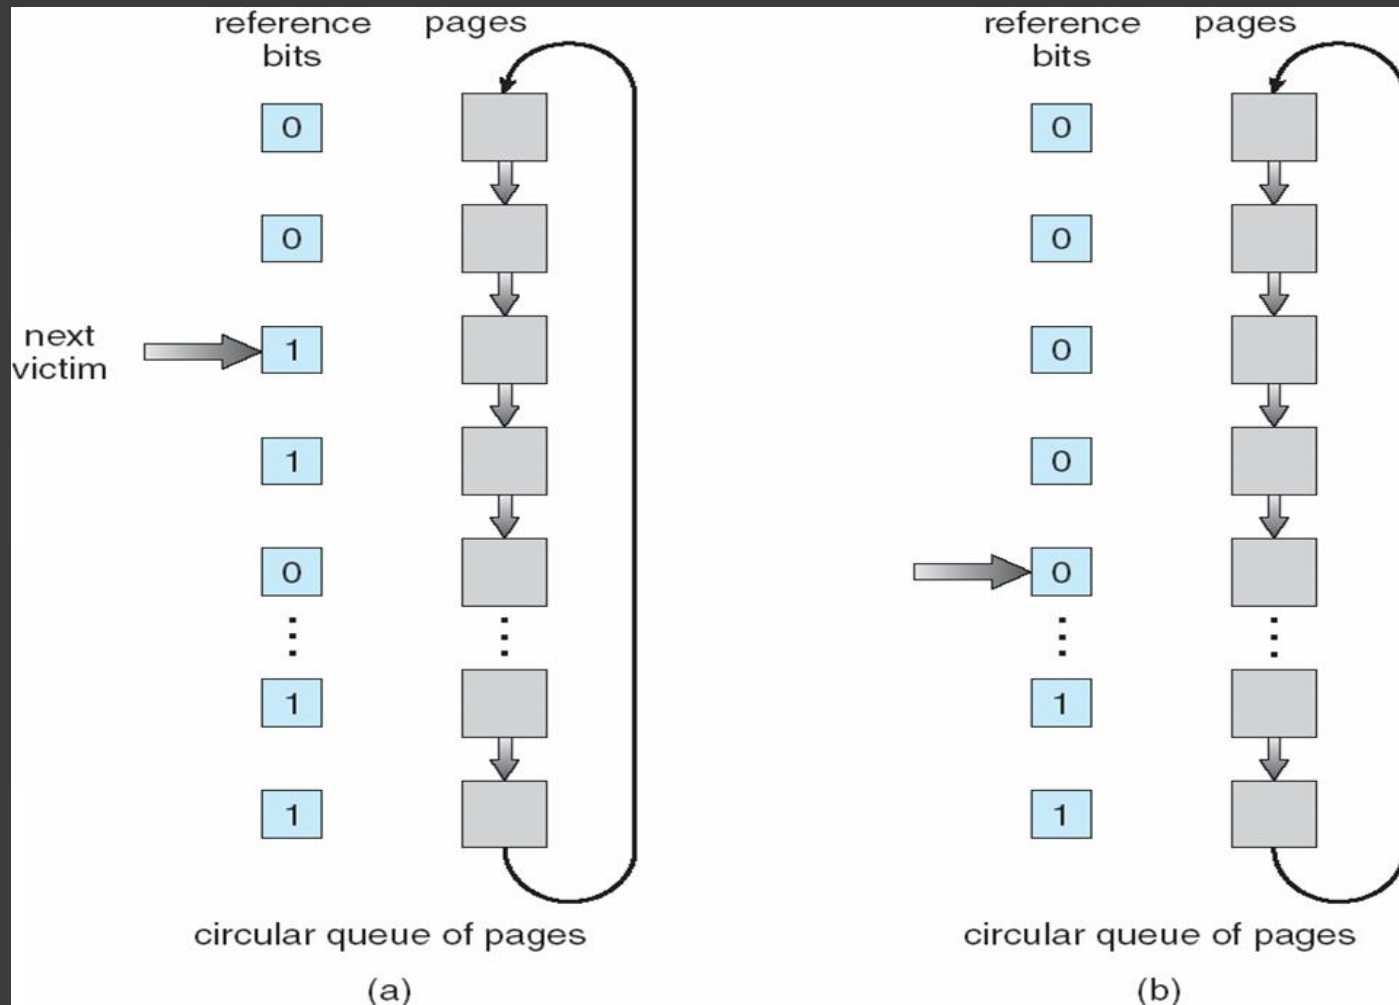 reference
bits
pages
0
0
next
victim
1
1
0
1
1
circular queue of pages
(a)
reference
bits
pages
0
0
0
0
0
1
1
circular queue of pages
(b)